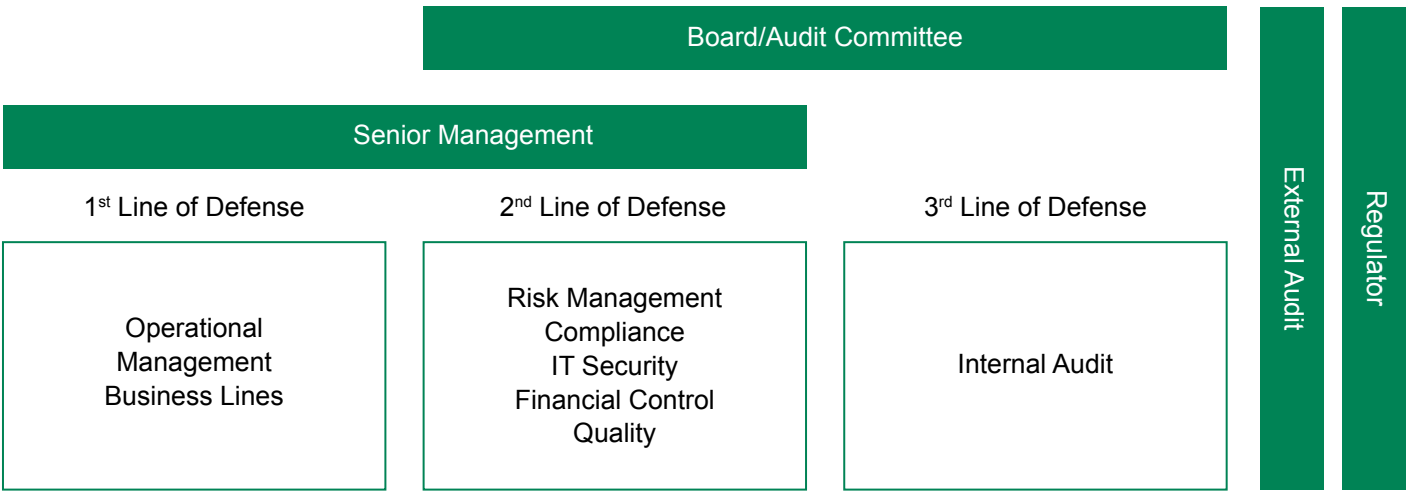 Board/Audit Committee
Senior Management
1st Line of Defense
2nd Line of Defense
3rd Line of Defense
Operational
Management
Business Lines
Risk Management
Compliance
IT Security
Financial Control
Quality
Internal Audit
External Audit
Regulator